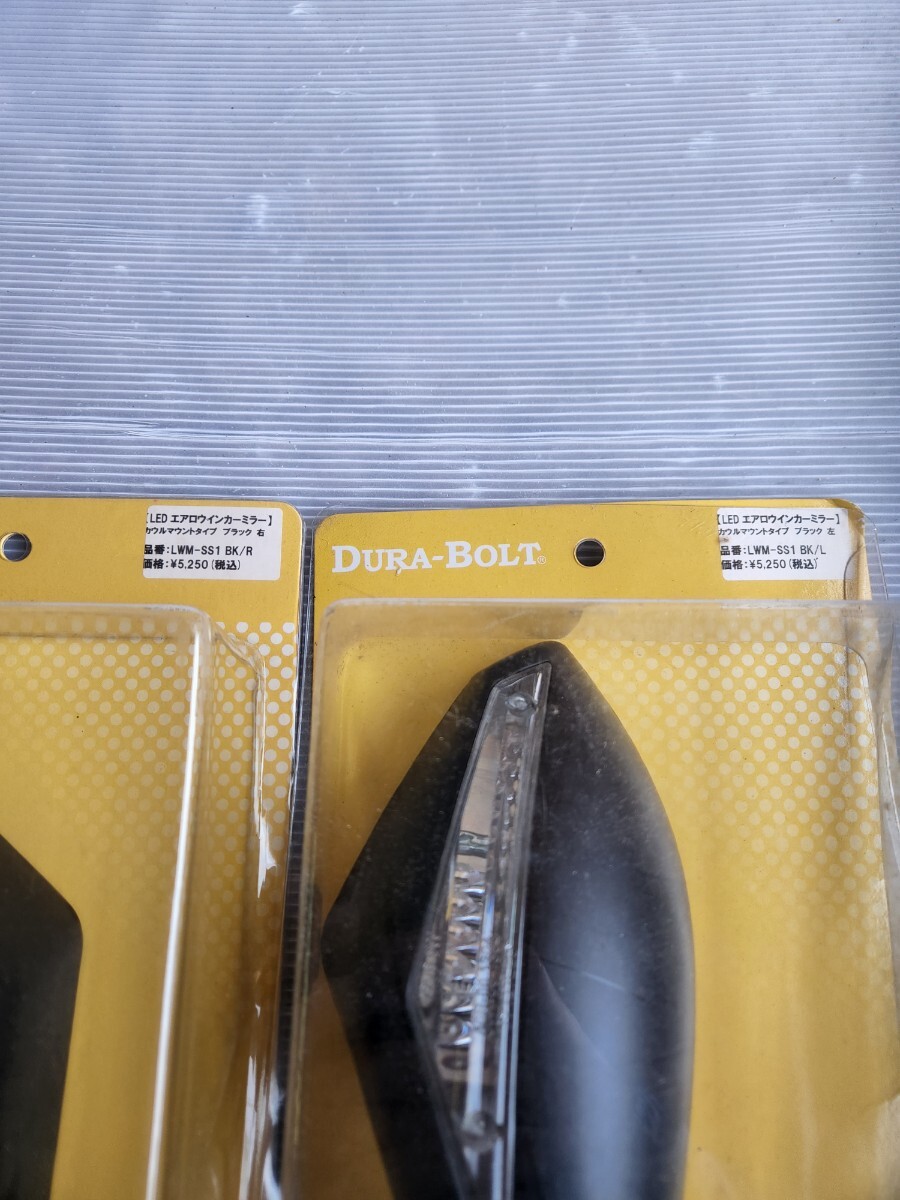 【LED エアロウインカーミラー】
カウルマウントタイプ ブラック 右
品番:LWM-SS1 BK/R
価格:¥5,250(税込)
DURA-BOLT®
【LED エアロウインカーミラー】
カウルマウントタイプ ブラック 左
品番:LWM-SS1 BK/L
価格:¥5,250(税込)